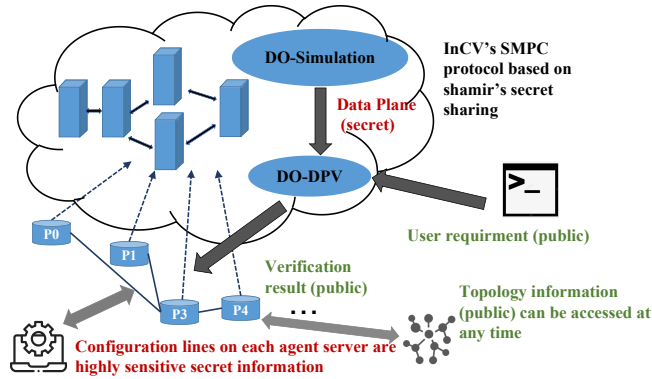 DO-Simulation
InCV's SMPC
protocol based on
shamir's secret
sharing
Data Plane
(secret)
DO-DPV
>_
User requirment (public)
P0
P1
P3
P4
...
Verification
result (public)
Topology information
(public) can be accessed at
any time
Configuration lines on each agent server are
highly sensitive secret information